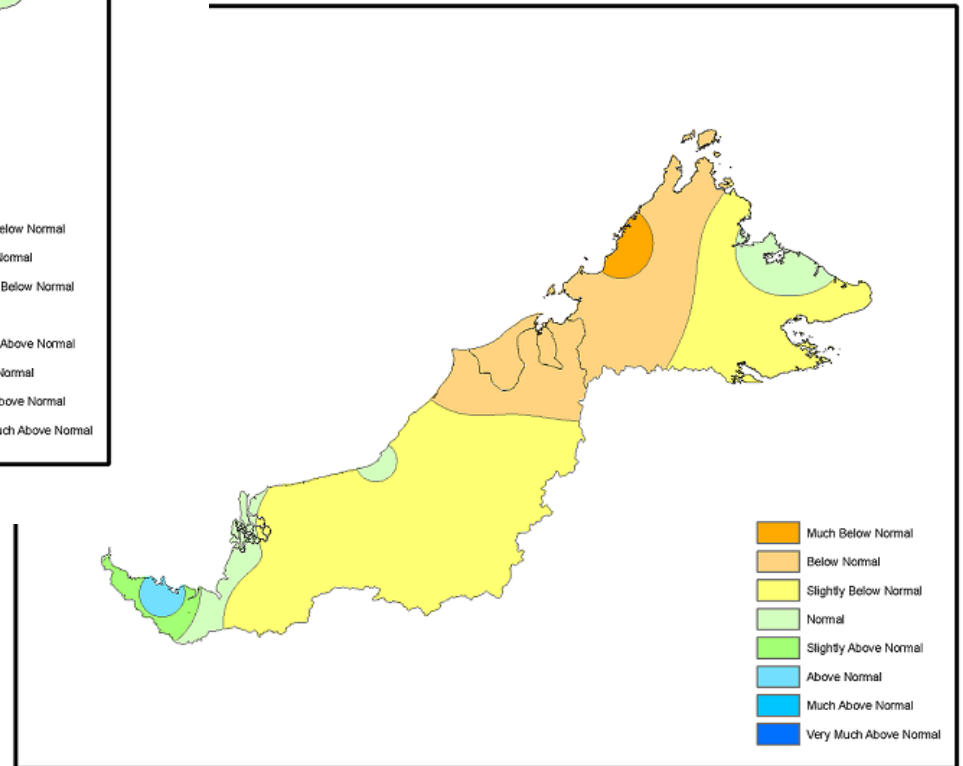 elow Normal
Normal
Below Normal
Above Normal
Normal
bove Normal
uch Above Normal
Much Below Normal
Below Normal
Slightly Below Normal
Normal
Slightly Above Normal
Above Normal
Much Above Normal
Very Much Above Normal